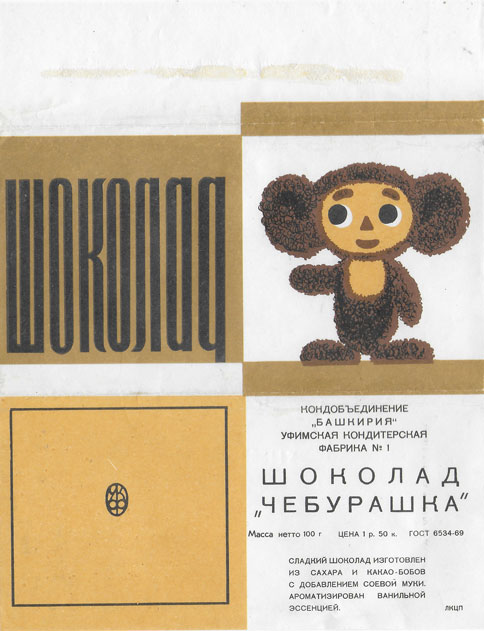 шоколад
КОНДОБЪЕДИНЕНИЕ
„БАШКИРИЯ“
УФИМСКАЯ КОНДИТЕРСКАЯ
ФАБРИКА № 1
ШОКОЛАД
„ЧЕБУРАШКА“
Масса нетто 100 г ЦЕНА 1 р. 50 к. ГОСТ 6534-69
СЛАДКИЙ ШОКОЛАД ИЗГОТОВЛЕН
ИЗ САХАРА И КАКАО-БОБОВ
С ДОБАВЛЕНИЕМ СОЕВОЙ МУКИ.
АРОМАТИЗИРОВАН ВАНИЛЬНОЙ
ЭССЕНЦИЕЙ. ЛКЦП